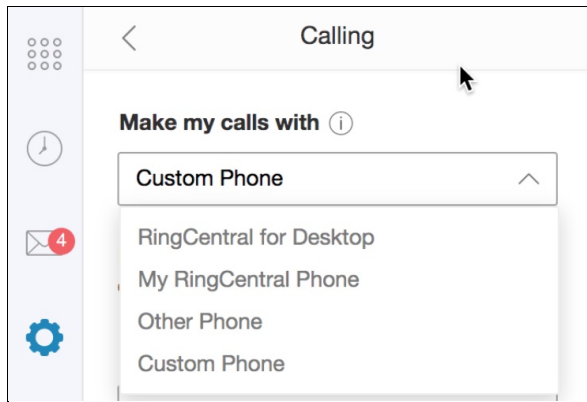 Calling
Make my calls with
Custom Phone
4
RingCentral for Desktop
My RingCentral Phone
Other Phone
Custom Phone